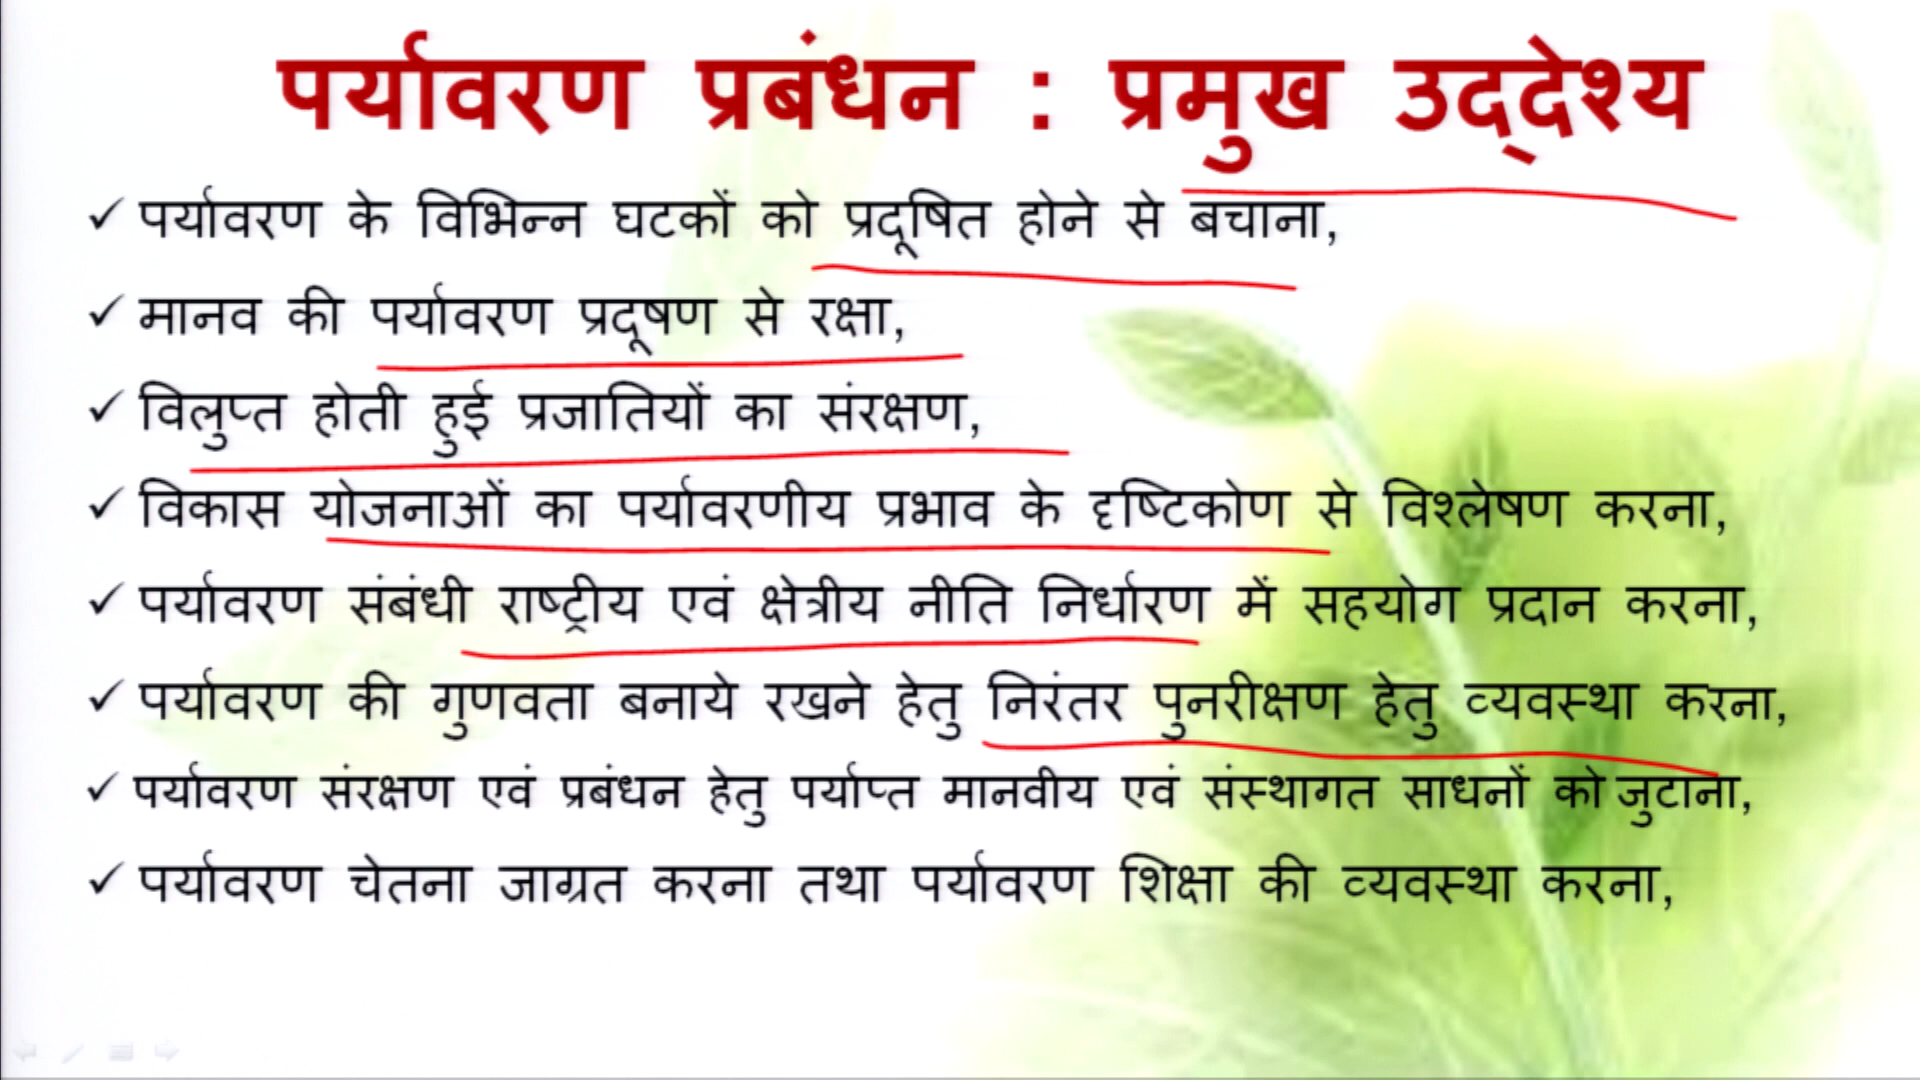 पर्यावरण प्रबंधन : प्रमुख उद्‌देश्य
✓ पर्यावरण के विभिन्न घटकों को प्रदूषित होने से बचाना,
✓ मानव की पर्यावरण प्रदूषण से रक्षा,
✓ विलुप्त होती हुई प्रजातियों का संरक्षण,
✓ विकास योजनाओं का पर्यावरणीय प्रभाव के दृष्टिकोण से विश्लेषण करना,
✓ पर्यावरण संबंधी राष्ट्रीय एवं क्षेत्रीय नीति निर्धारण में सहयोग प्रदान करना,
✓ पर्यावरण की गुणवता बनाये रखने हेतु निरंतर पुनरीक्षण हेतु व्यवस्था करना,
✓ पर्यावरण संरक्षण एवं प्रबंधन हेतु पर्याप्त मानवीय एवं संस्थागत साधनों को जुटाना,
✓ पर्यावरण चेतना जाग्रत करना तथा पर्यावरण शिक्षा की व्यवस्था करना,